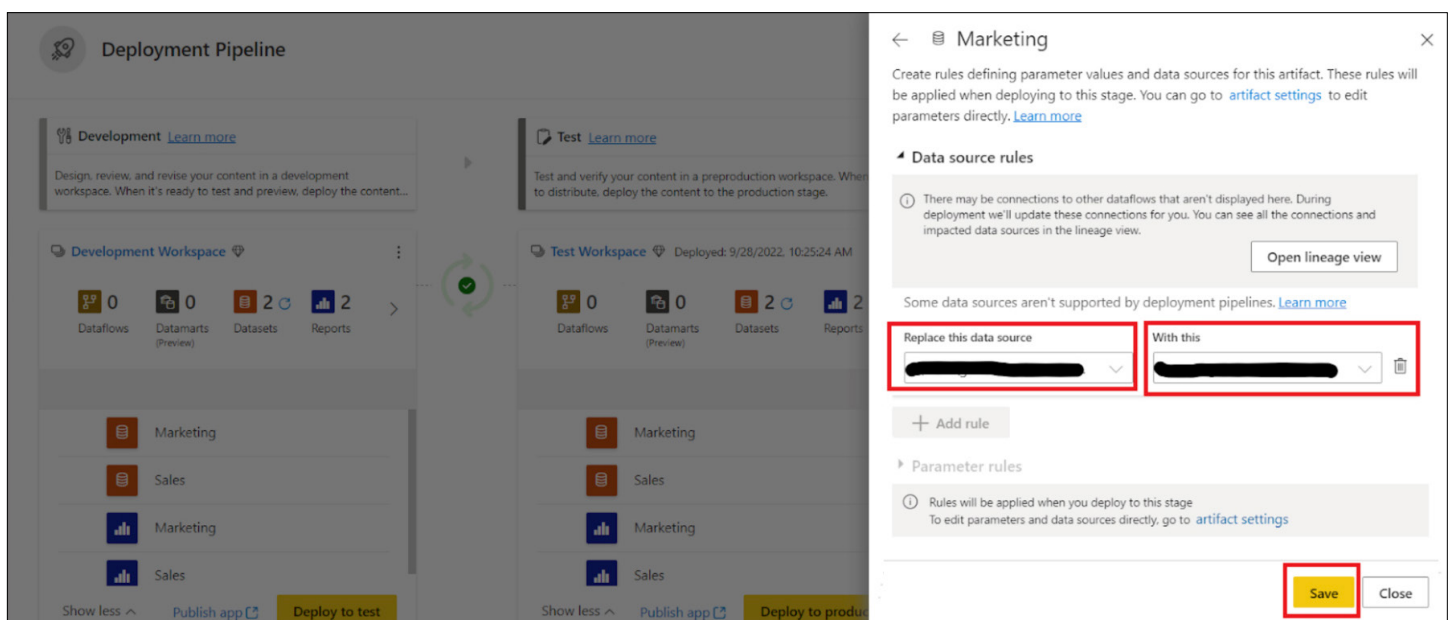 Deployment Pipeline
Development Learn more
Design, review, and revise your content in a development
workspace. When it's ready to test and preview, deploy the content...
Test Learn more
Test and verify your content in a preproduction workspace. When
to distribute, deploy the content to the production stage.
Development Workspace
0 0 2 2
Dataflows Datamarts Datasets Reports
(Preview)
Test Workspace Deployed: 9/28/2022, 10:25:24 AM
0 0 2 2
Dataflows Datamarts Datasets Reports
(Preview)
Marketing
Sales
Marketing
Sales
Show less Publish app Deploy to test
Marketing
Sales
Marketing
Sales
Show less Publish app Deploy to produc
Marketing
Create rules defining parameter values and data sources for this artifact. These rules will
be applied when deploying to this stage. You can go to artifact settings to edit
parameters directly. Learn more
Data source rules
There may be connections to other dataflows that aren't displayed here. During
deployment we'll update these connections for you. You can see all the connections and
impacted data sources in the lineage view.
Open lineage view
Some data sources aren't supported by deployment pipelines. Learn more
Replace this data source With this
+ Add rule
Parameter rules
Rules will be applied when you deploy to this stage
To edit parameters and data sources directly, go to artifact settings
Save Close